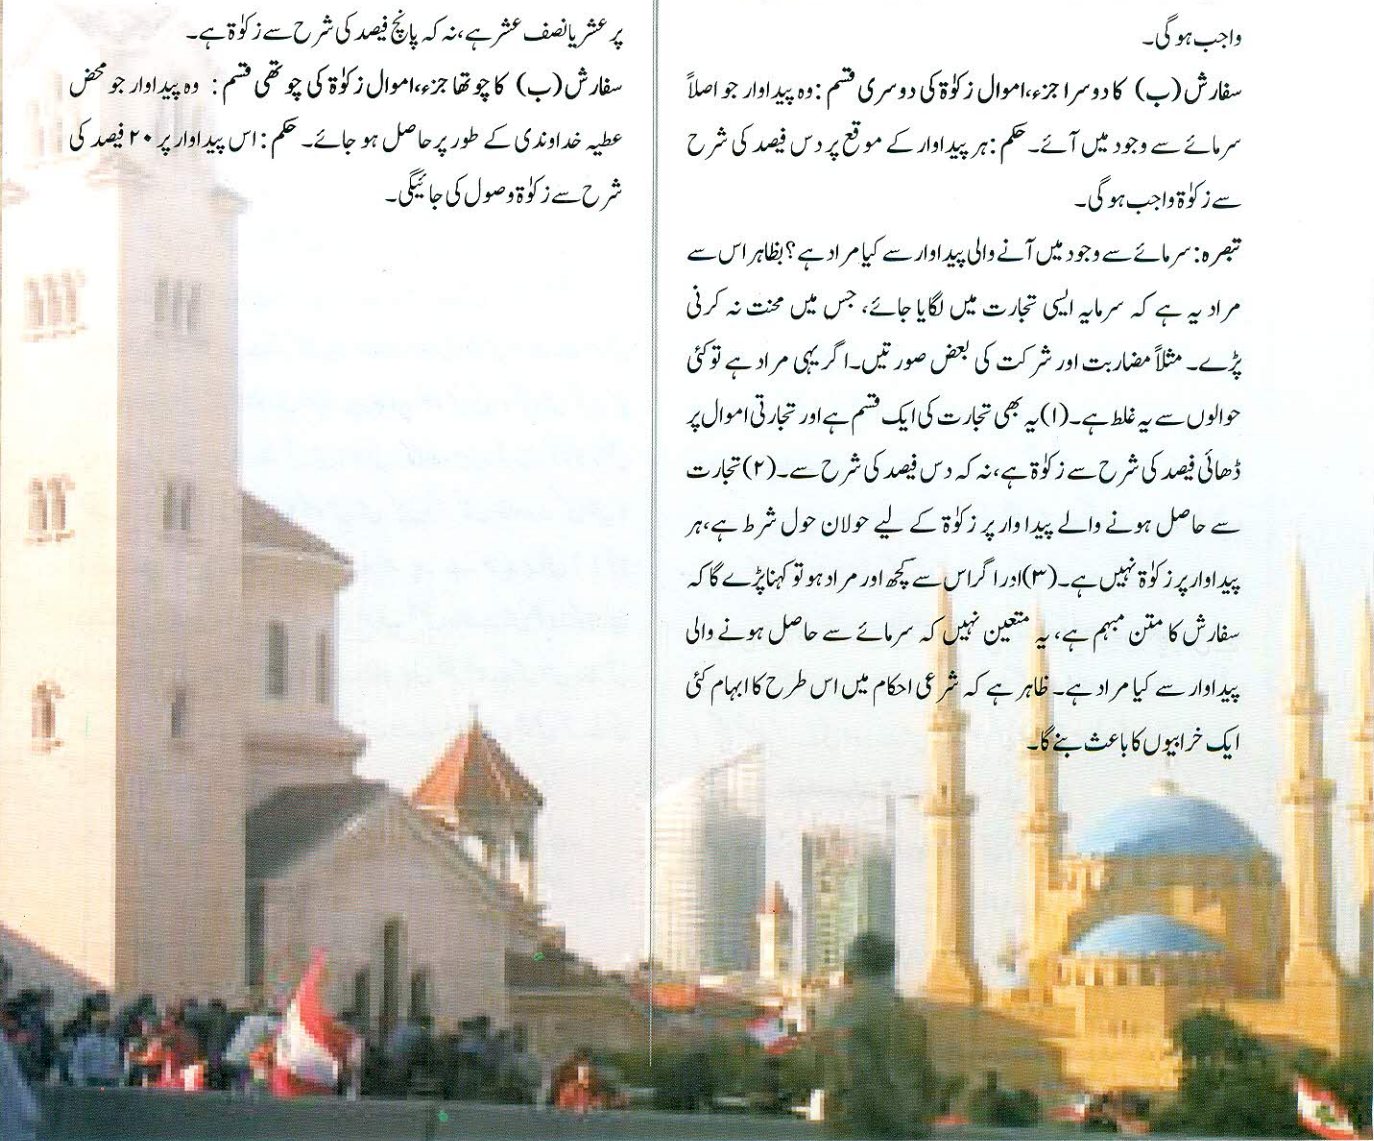 واجب ہوگی۔
سفارش (ب) کا دوسرا جزء، اموال زکوٰۃ کی دوسری قسم: وہ پیداوار جو اصلاً
سرمائے سے وجود میں آئے۔ حکم: ہر پیداوار کے موقع پر دس فیصد کی شرح
سے زکوٰۃ واجب ہوگی۔
تبصرہ: سرمائے سے وجود میں آنے والی پیداوار سے کیا مراد ہے؟ بظاہر اس سے
مراد یہ ہے کہ سرمایہ ایسی تجارت میں لگایا جائے، جس میں محنت نہ کرنی
پڑے۔ مثلاً مضاربت اور شرکت کی بعض صورتیں۔ اگر یہی مراد ہے تو کئی
حوالوں سے یہ غلط ہے۔ (۱) یہ بھی تجارت کی ایک قسم ہے اور تجارتی اموال پر
ڈھائی فیصد کی شرح سے زکوٰۃ ہے، نہ کہ دس فیصد کی شرح سے۔ (۲) تجارت
سے حاصل ہونے والے پیداوار پر زکوٰۃ کے لیے حولان حول شرط ہے، ہر
پیداوار پر زکوٰۃ نہیں ہے۔ (۳) اور اگر اس سے کچھ اور مراد ہو تو کہنا پڑے گا کہ
سفارش کا متن مبہم ہے، یہ متعین نہیں کہ سرمائے سے حاصل ہونے والی
پیداوار سے کیا مراد ہے۔ ظاہر ہے کہ شرعی احکام میں اس طرح کا ابہام کئی
ایک خرابیوں کا باعث بنے گا۔
پر عشر یا نصف عشر ہے، نہ کہ پانچ فیصد کی شرح سے زکوٰۃ ہے۔
سفارش (ب) کا چوتھا جزء، اموال زکوٰۃ کی چوتھی قسم: وہ پیداوار جو محض
عطیہ خداوندی کے طور پر حاصل ہو جائے۔ حکم: اس پیداوار پر ۲۰ فیصد کی
شرح سے زکوٰۃ وصول کی جائیگی۔